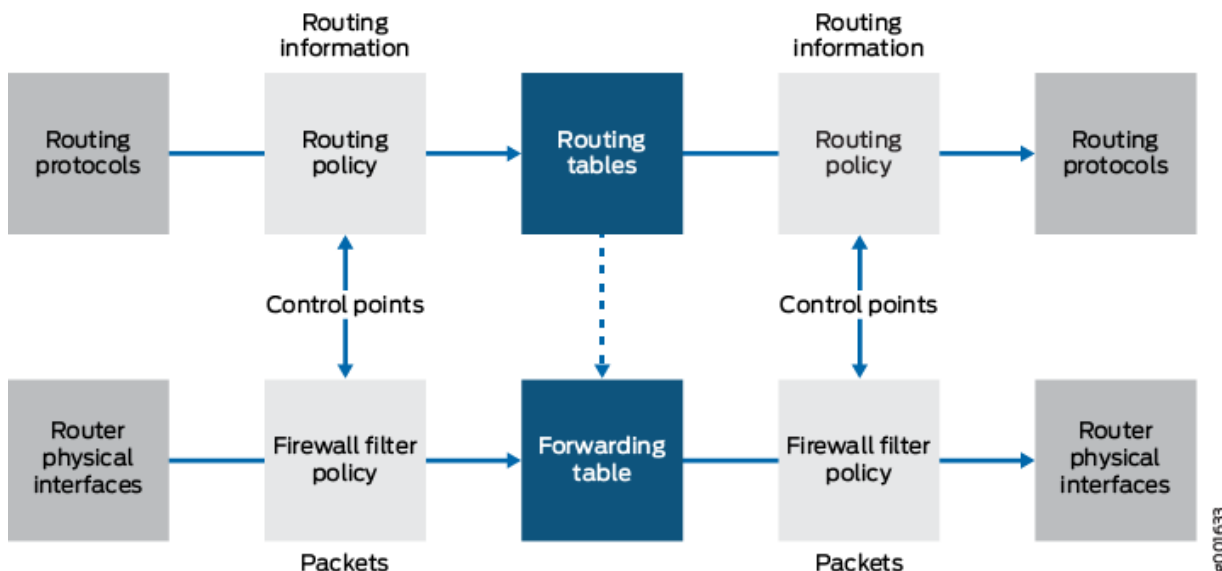 Routing
information
Routing
information
Routing
protocols
Routing
policy
Routing
tables
Routing
policy
Routing
protocols
Control points
Control points
Router
physical
interfaces
Firewall filter
policy
Forwarding
table
Firewall filter
policy
Router
physical
interfaces
Packets
Packets
g001633